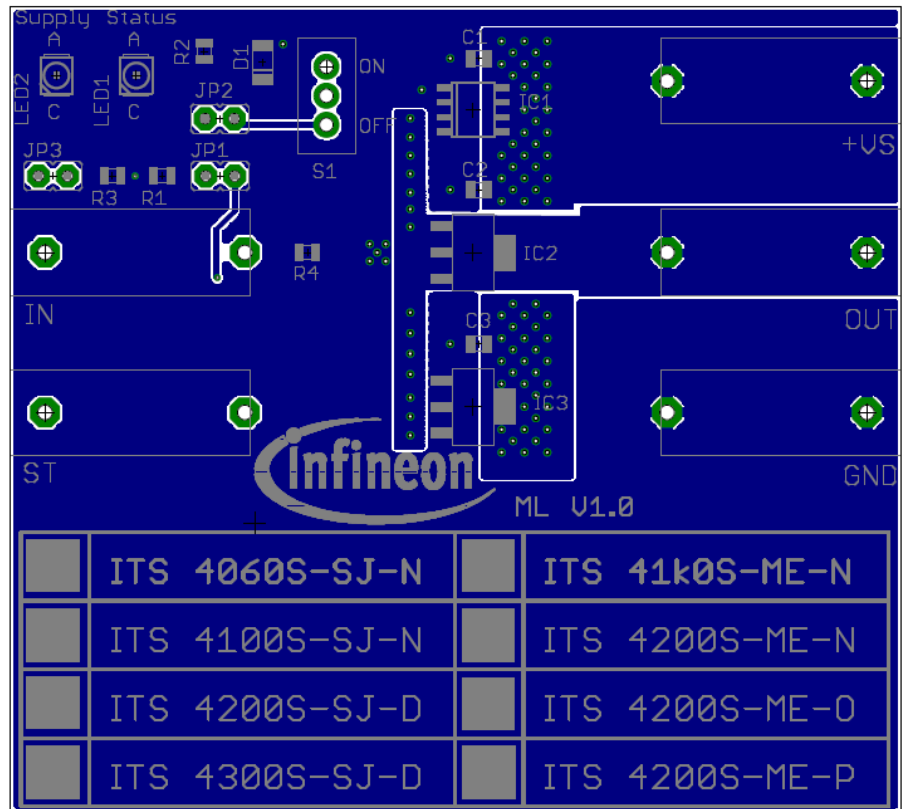 Supply Status
A A
LED2 LED1
C C
R2 D1
ON
OFF
S1
JP2
JP3 JP1
R3 R1
R4
C1
IC1
C2
+VS
IN
IC2
OUT
C3
IC3
ST
GND
infineon
ML V1.0
ITS 4060S-SJ-N ITS 41k0S-ME-N
ITS 4100S-SJ-N ITS 4200S-ME-N
ITS 4200S-SJ-D ITS 4200S-ME-O
ITS 4300S-SJ-D ITS 4200S-ME-P